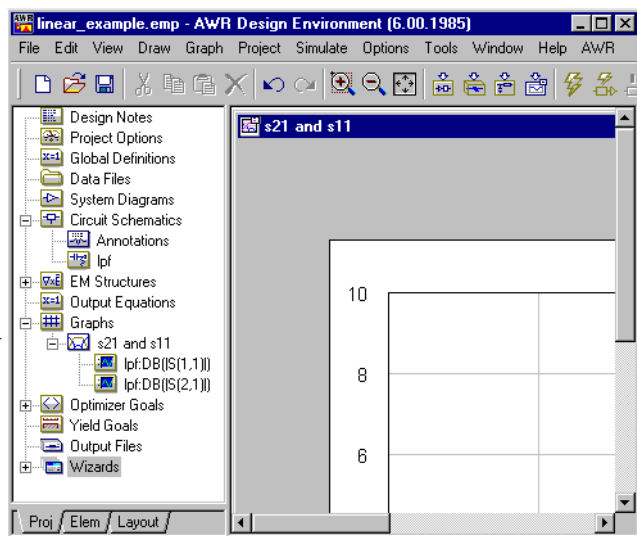 linear_example.emp - AWR Design Environment (6.00.1985)
File Edit View Draw Graph Project Simulate Options Tools Window Help AWR
Design Notes
Project Options
Global Definitions
Data Files
System Diagrams
Circuit Schematics
Annotations
lpf
EM Structures
Output Equations
Graphs
s21 and s11
lpf:DB(|S(1,1)|)
lpf:DB(|S(2,1)|)
Optimizer Goals
Yield Goals
Output Files
Wizards
Proj Elem Layout
s21 and s11
10
8
6